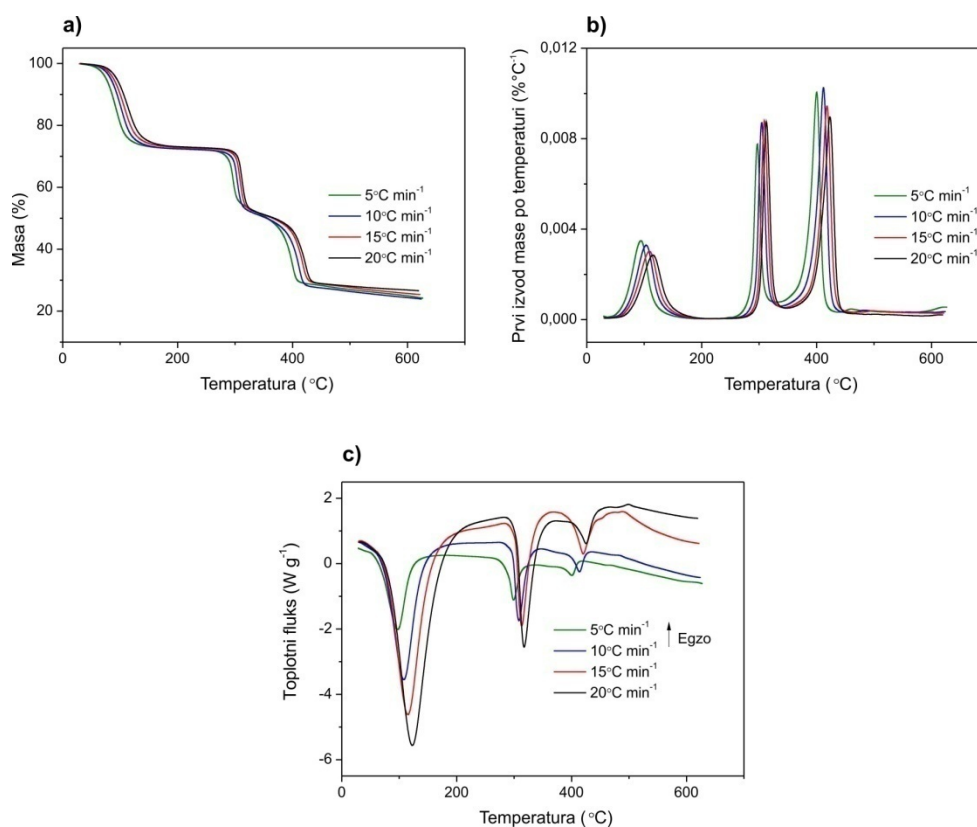 a)
100
80
60
40
20
Masa (%)
5°C min⁻¹
10°C min⁻¹
15°C min⁻¹
20°C min⁻¹
0 200 400 600
Temperatura (°C)
b)
0,012
0,008
0,004
0,000
Prvi izvod mase po temperaturi (%°C⁻¹)
5°C min⁻¹
10°C min⁻¹
15°C min⁻¹
20°C min⁻¹
0 200 400 600
Temperatura (°C)
c)
2
0
-2
-4
-6
Toplotni fluks (W g⁻¹)
5°C min⁻¹
10°C min⁻¹
15°C min⁻¹
20°C min⁻¹
Egzo
0 200 400 600
Temperatura (°C)